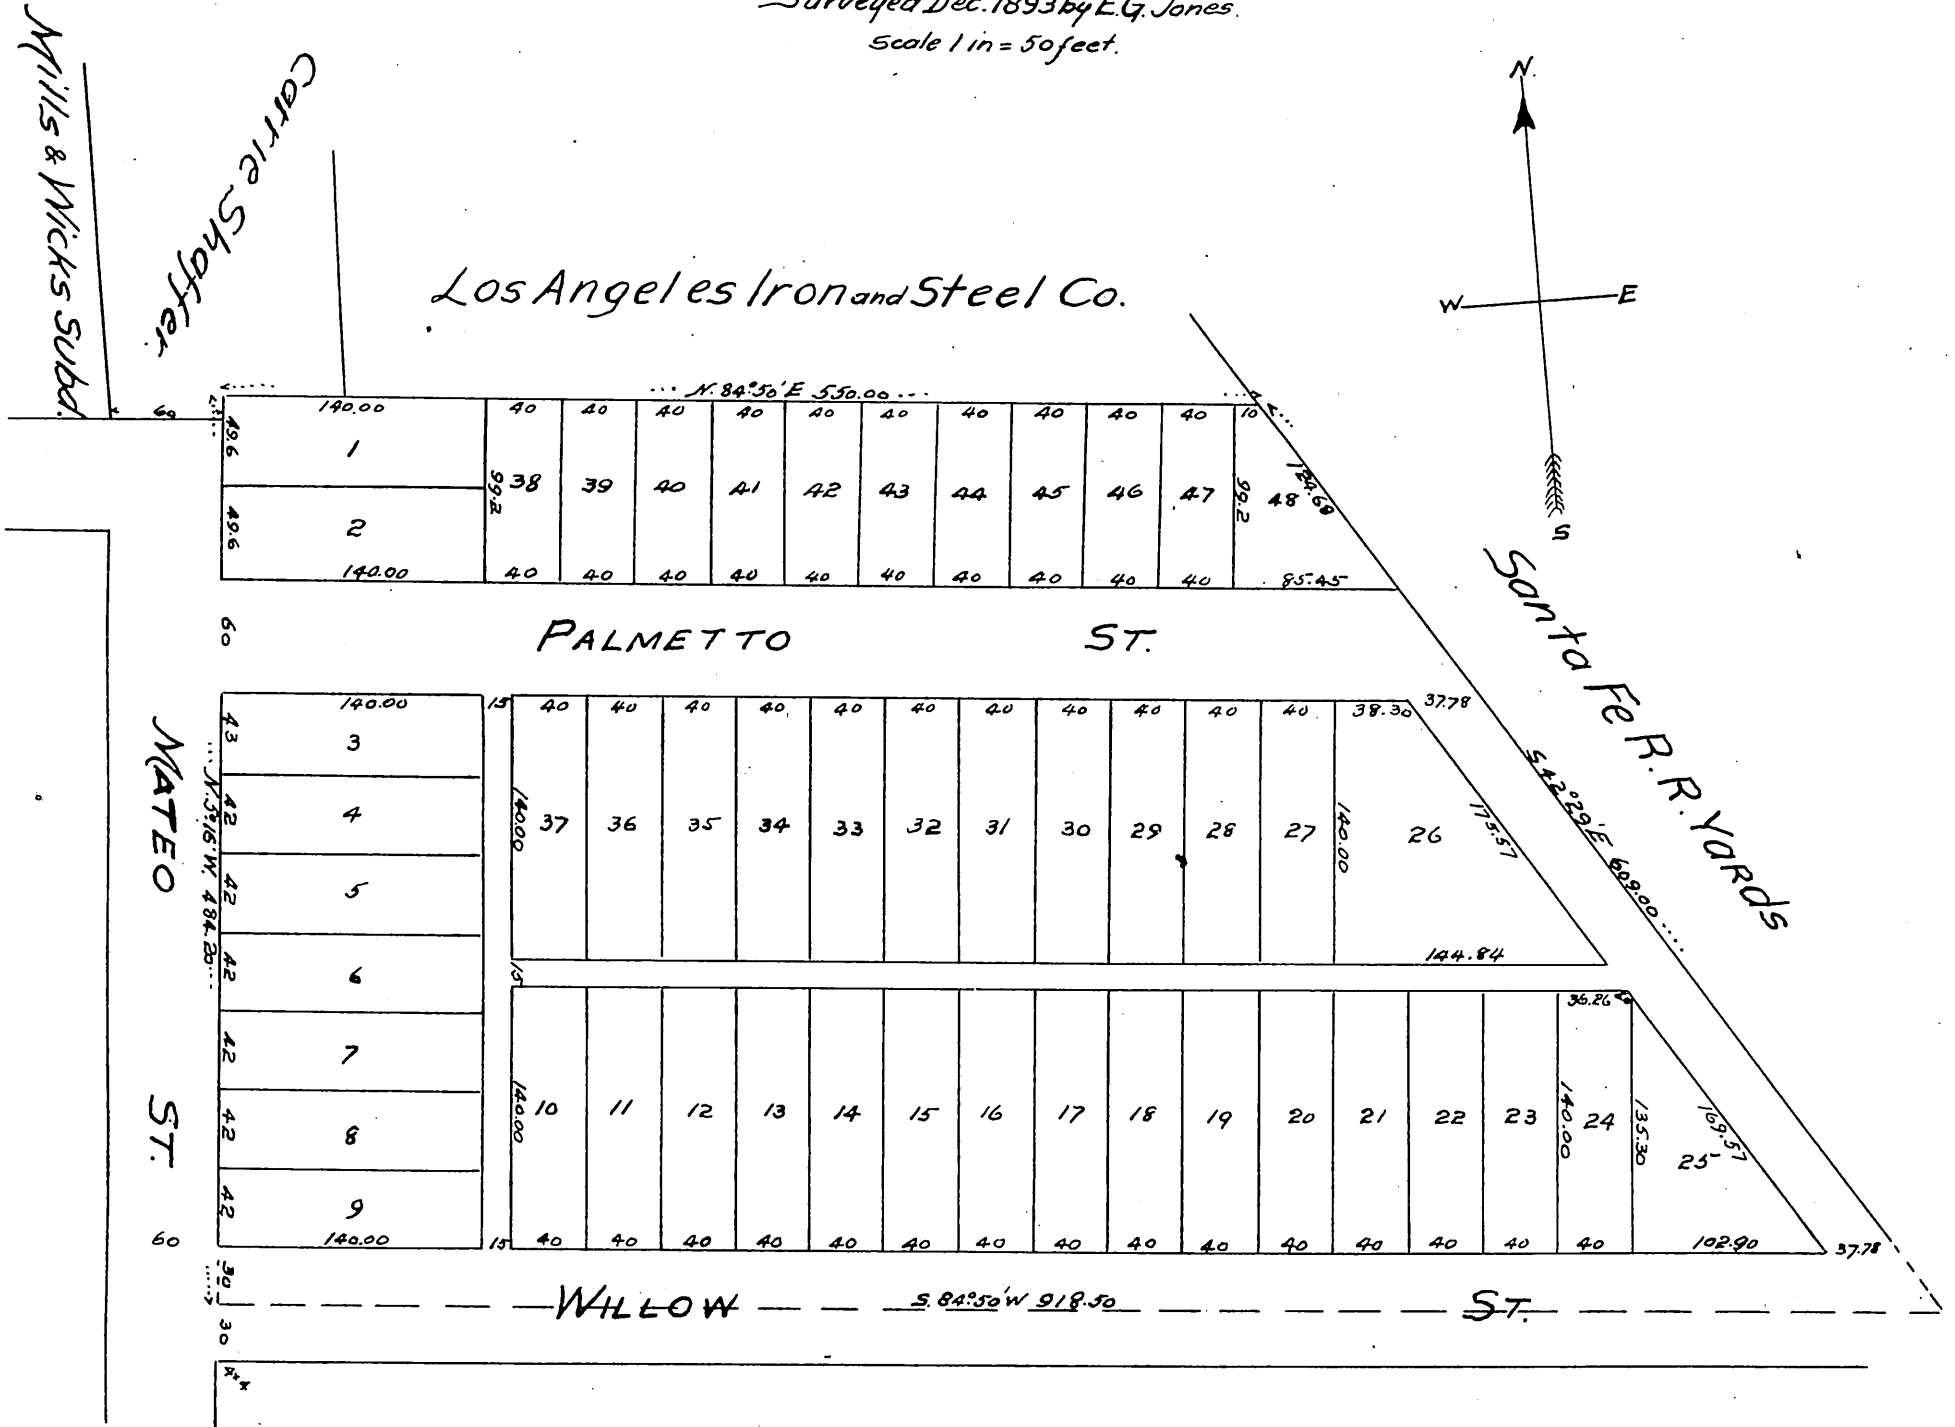 Surveyed Dec. 1893 by E.G. Jones.
Scale 1 in = 50 feet.
Mills & Wicks Subd.
Carrie Shaffer.
Los Angeles Iron and Steel Co.
N.
W E
S
60
N. 84°50' E 550.00
140.00 40 40 40 40 40 40 40 40 40 40 10
49.6 1
99.2 38 39 40 41 42 43 44 45 46 47 99.2 48 124.68
49.6 2
140.00 40 40 40 40 40 40 40 40 40 40 85.45
60
PALMETTO ST.
Santa Fe R.R. Yards
S 42°29' E 609.00
140.00 15 40 40 40 40 40 40 40 40 40 40 40 38.30 37.78
43 3
42 4
140.00 37 36 35 34 33 32 31 30 29 28 27 140.00 26 175.57
42 5
42 6
144.84
15
MATEO ST.
N. 5°16' W. 484.20
36.26
42 7
42 8
140.00 10 11 12 13 14 15 16 17 18 19 20 21 22 23 140.00 24 135.30 25 169.57
42 9
60 140.00 15 40 40 40 40 40 40 40 40 40 40 40 40 40 40 40 102.90 37.78
30
WILLOW S. 84°50' W 918.50 ST.
30
4x4